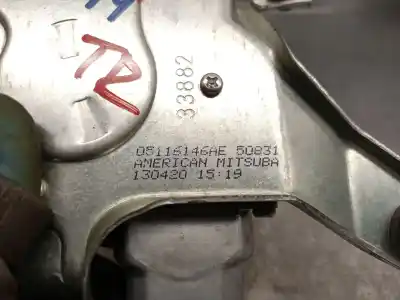 TR
33882
05116146AE 50831
AMERICAN MITSUBA
130420 15:19